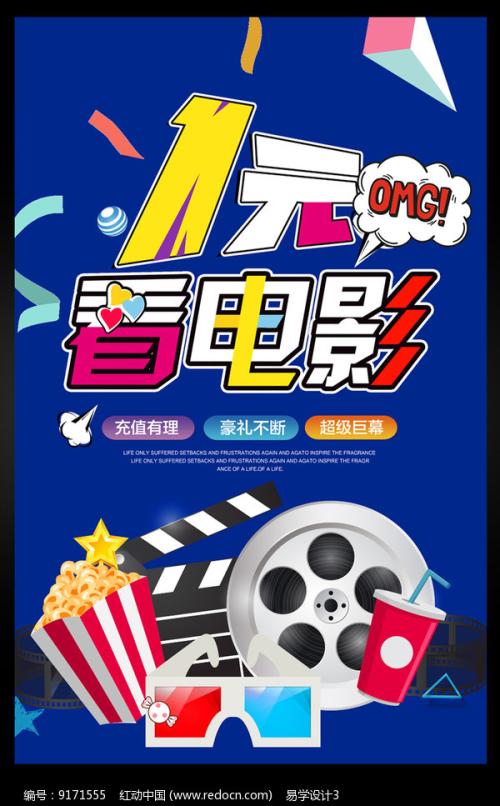 1元
OMG!
看电影
充值有理 豪礼不断 超级巨幕
LIFE ONLY SUFFERED SETBACKS AND FRUSTRATIONS AGAIN AND AGATO INSPIRE THE FRAGRANCE
LIFE ONLY SUFFERED SETBACKS AND FRUSTRATIONS AGAIN AND AGATO INSPIRE THE FRAGR
ANCE OF A LIFE.OF A LIFE.
编号：9171555 红动中国 (www.redocn.com) 易学设计3